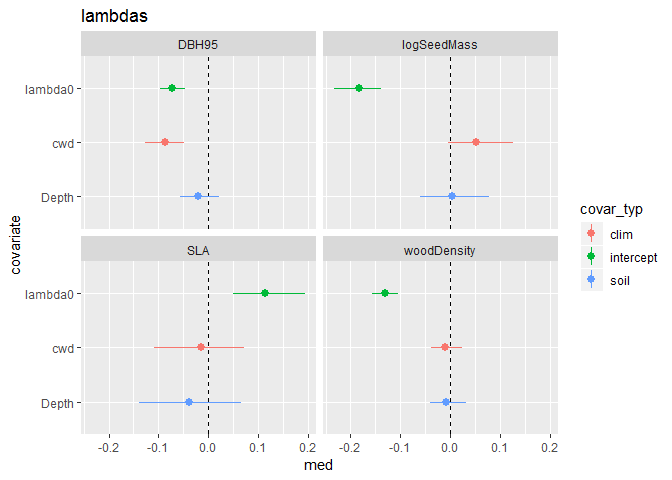 lambdas
DBH95
logSeedMass
lambda0
cwd
Depth
SLA
woodDensity
lambda0
cwd
Depth
-0.2 -0.1 0.0 0.1 0.2
-0.2 -0.1 0.0 0.1 0.2
med
covariate
covar_typ
clim
intercept
soil